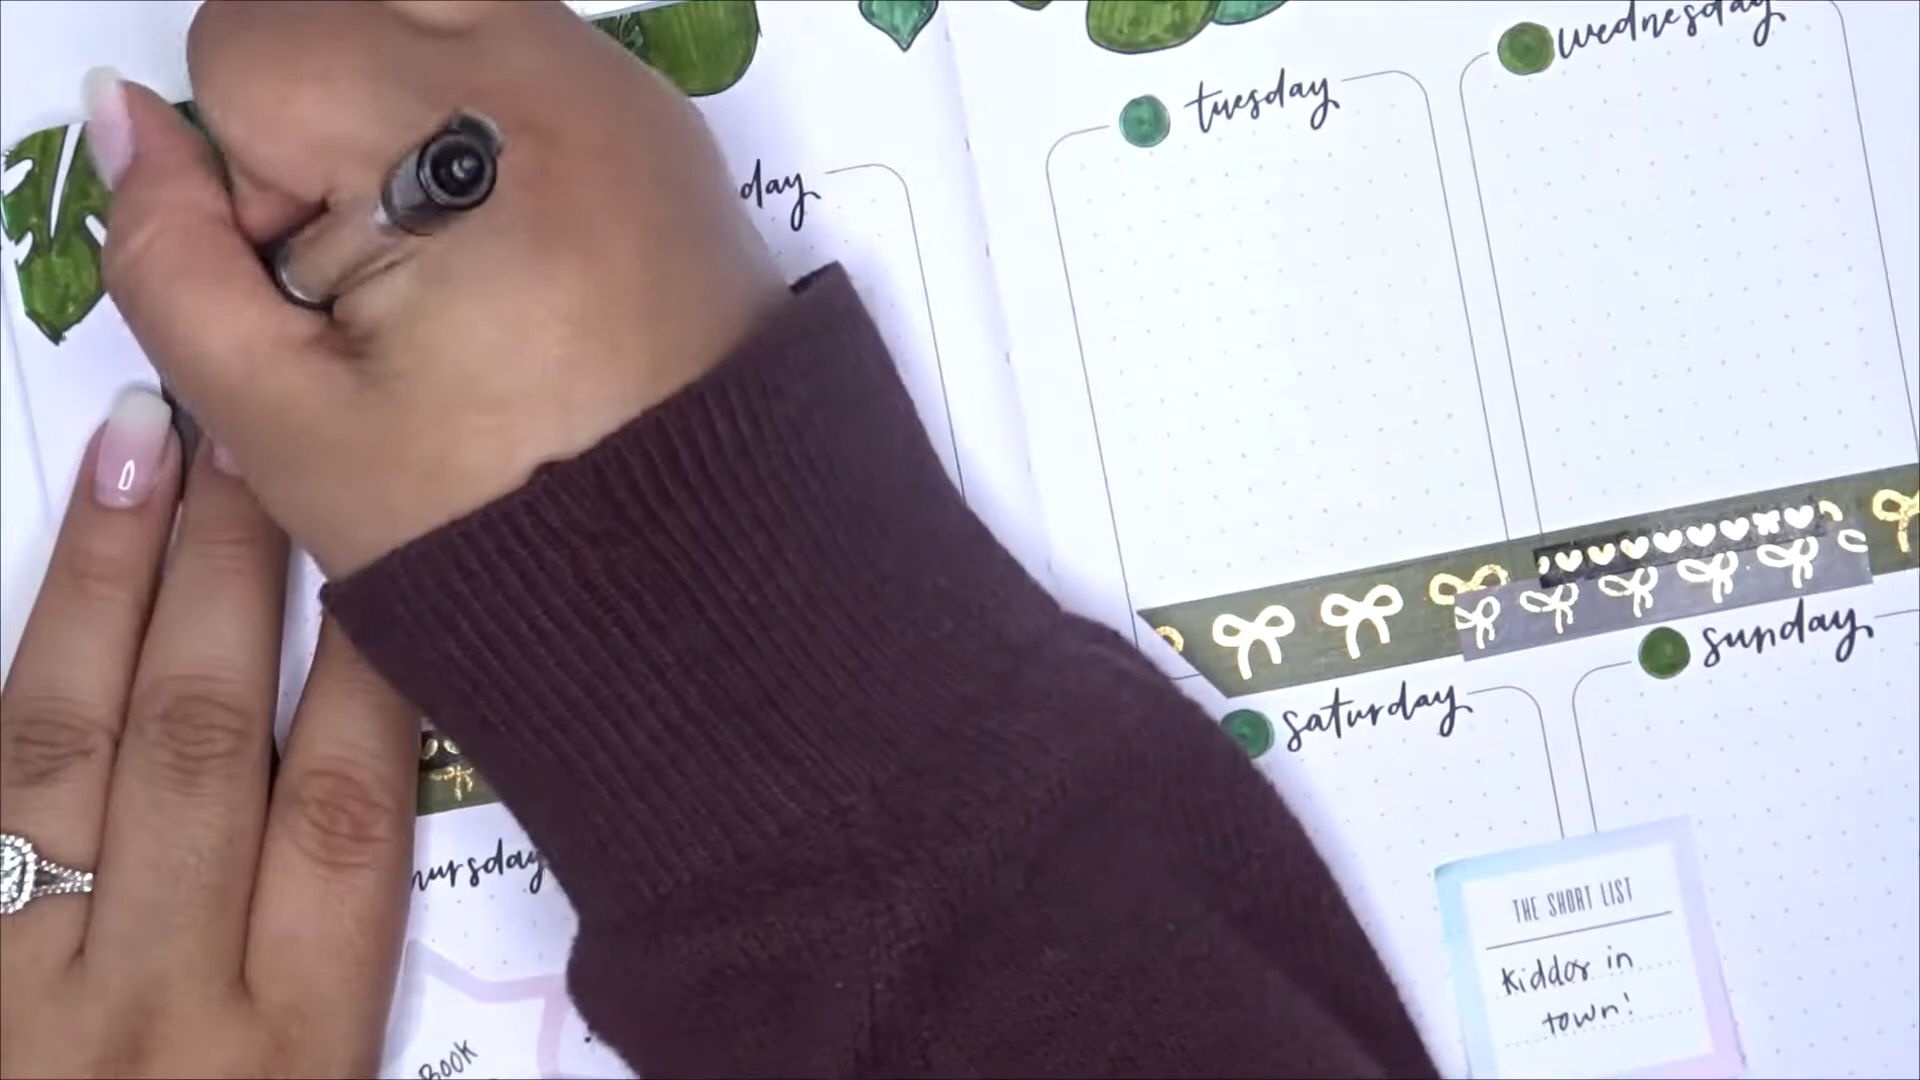 wednesday
tuesday
day
sunday
saturday
hursday
THE SHORT LIST
Kiddos in
town!
BOOK